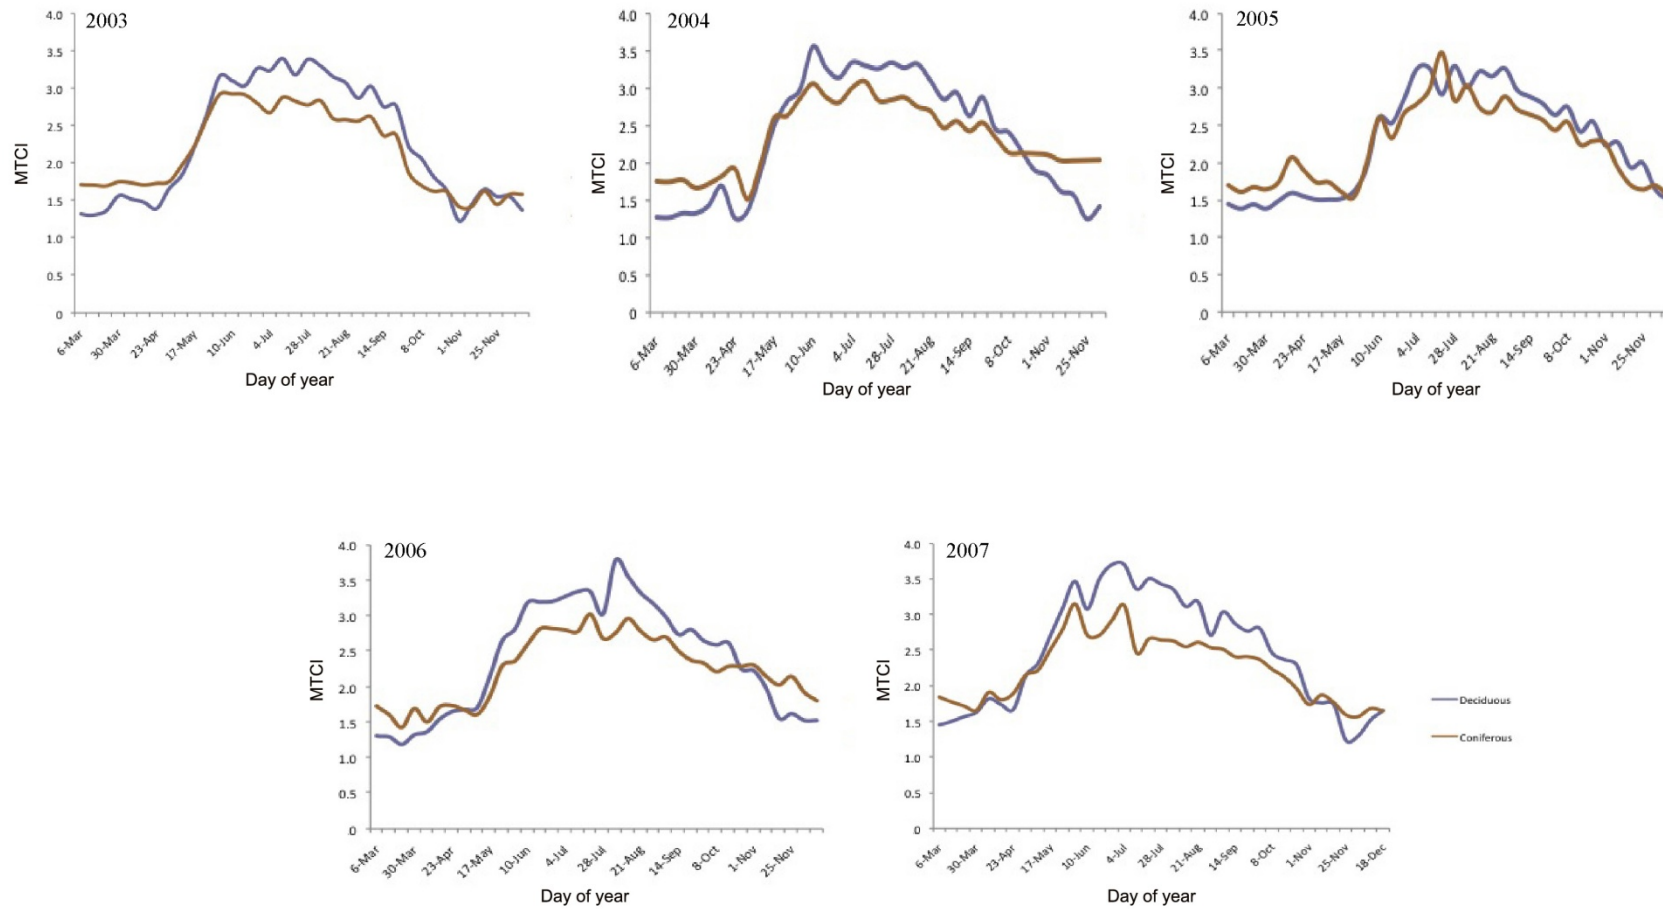 2003
4.0
3.5
3.0
2.5
2.0
1.5
1.0
0.5
0
MTCI
6-Mar 30-Mar 23-Apr 17-May 10-Jun 4-Jul 28-Jul 21-Aug 14-Sep 8-Oct 1-Nov 25-Nov
Day of year
2004
4.0
3.5
3.0
2.5
2.0
1.5
1.0
0.5
0
MTCI
6-Mar 30-Mar 23-Apr 17-May 10-Jun 4-Jul 28-Jul 21-Aug 14-Sep 8-Oct 1-Nov 25-Nov
Day of year
2005
4.0
3.5
3.0
2.5
2.0
1.5
1.0
0.5
0
MTCI
6-Mar 30-Mar 23-Apr 17-May 10-Jun 4-Jul 28-Jul 21-Aug 14-Sep 8-Oct 1-Nov 25-Nov
Day of year
2006
4.0
3.5
3.0
2.5
2.0
1.5
1.0
0.5
.0
MTCI
6-Mar 30-Mar 23-Apr 17-May 10-Jun 4-Jul 28-Jul 21-Aug 14-Sep 8-Oct 1-Nov 25-Nov
Day of year
2007
4.0
3.5
3.0
2.5
2.0
1.5
1.0
0.5
.0
MTCI
6-Mar 30-Mar 23-Apr 17-May 10-Jun 4-Jul 28-Jul 21-Aug 14-Sep 8-Oct 1-Nov 25-Nov 18-Dec
Day of year
Deciduous
Coniferous